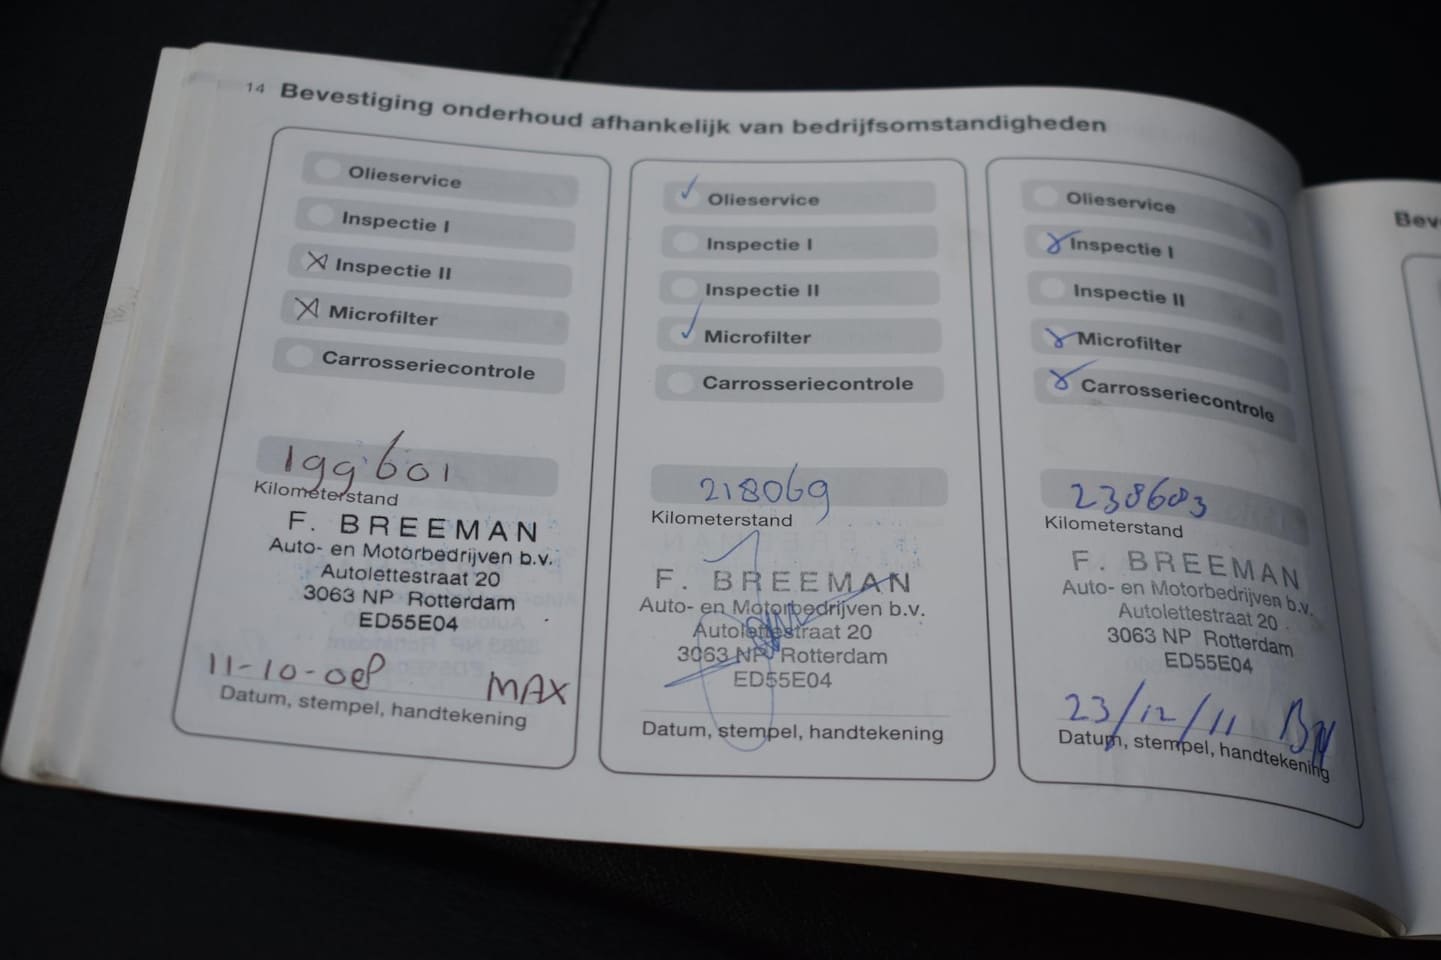 14 Bevestiging onderhoud afhankelijk van bedrijfsomstandigheden
Olieservice
Inspectie I
Inspectie II
Microfilter
Carrosseriecontrole
199601
Kilometerstand
F. BREEMAN
Auto- en Motorbedrijven b.v.
Autolettestraat 20
3063 NP Rotterdam
ED55E04
11-10-08 MAX
Datum, stempel, handtekening
Olieservice
Inspectie I
Inspectie II
Microfilter
Carrosseriecontrole
218069
Kilometerstand
F. BREEMAN
Auto- en Motorbedrijven b.v.
Autolettestraat 20
3063 NP Rotterdam
ED55E04
Datum, stempel, handtekening
Olieservice
Inspectie I
Inspectie II
Microfilter
Carrosseriecontrole
238603
Kilometerstand
F. BREEMAN
Auto- en Motorbedrijven b.v.
Autolettestraat 20
3063 NP Rotterdam
ED55E04
23/12/11
Datum, stempel, handtekening
Bev